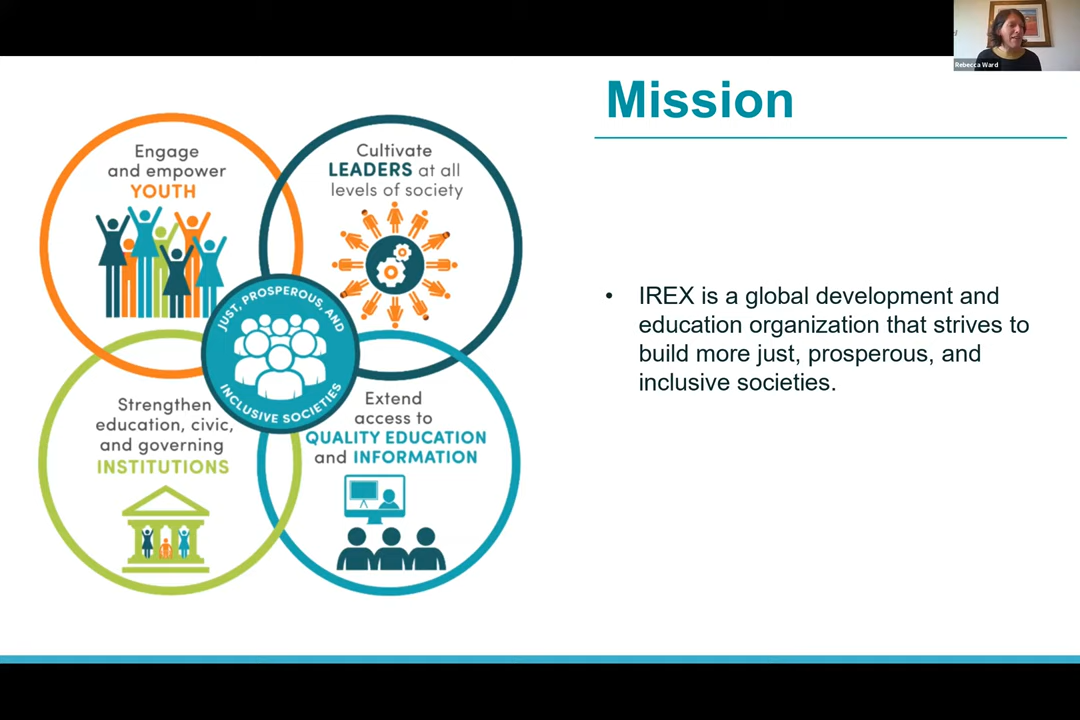 Rebecca Ward
Mission
Engage
and empower
YOUTH
Cultivate
LEADERS at all
levels of society
JUST, PROSPEROUS, AND
INCLUSIVE SOCIETIES
Strengthen
education, civic,
and governing
INSTITUTIONS
Extend
access to
QUALITY EDUCATION
and INFORMATION
• IREX is a global development and
education organization that strives to
build more just, prosperous, and
inclusive societies.